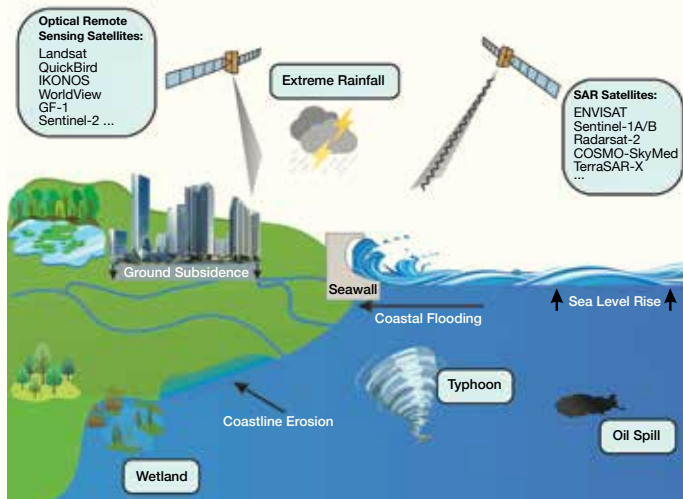 Optical Remote
Sensing Satellites:
Landsat
QuickBird
IKONOS
WorldView
GF-1
Sentinel-2 ...
Extreme Rainfall
SAR Satellites:
ENVISAT
Sentinel-1A/B
Radarsat-2
COSMO-SkyMed
TerraSAR-X
...
Ground Subsidence
Seawall
Sea Level Rise
Coastal Flooding
Typhoon
Coastline Erosion
Oil Spill
Wetland